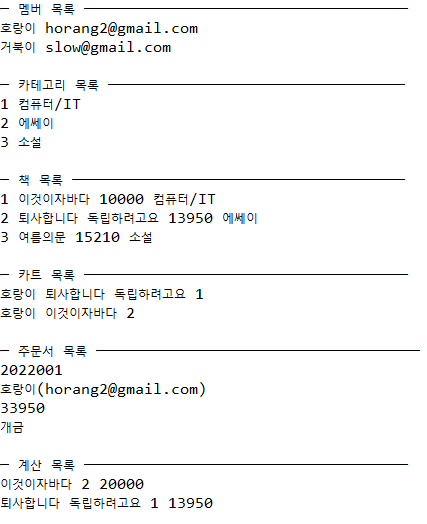 ─ 멤버 목록 ───────────────────────────
호랑이 horang2@gmail.com
거북이 slow@gmail.com
─ 카테고리 목록 ─────────────────────────
1 컴퓨터/IT
2 에쎄이
3 소설
─ 책 목록 ────────────────────────────
1 이것이자바다 10000 컴퓨터/IT
2 퇴사합니다 독립하려고요 13950 에쎄이
3 여름의문 15210 소설
─ 카트 목록 ───────────────────────────
호랑이 퇴사합니다 독립하려고요 1
호랑이 이것이자바다 2
─ 주문서 목록 ───────────────────────────
2022001
호랑이(horang2@gmail.com)
33950
개금
─ 계산 목록 ───────────────────────────
이것이자바다 2 20000
퇴사합니다 독립하려고요 1 13950